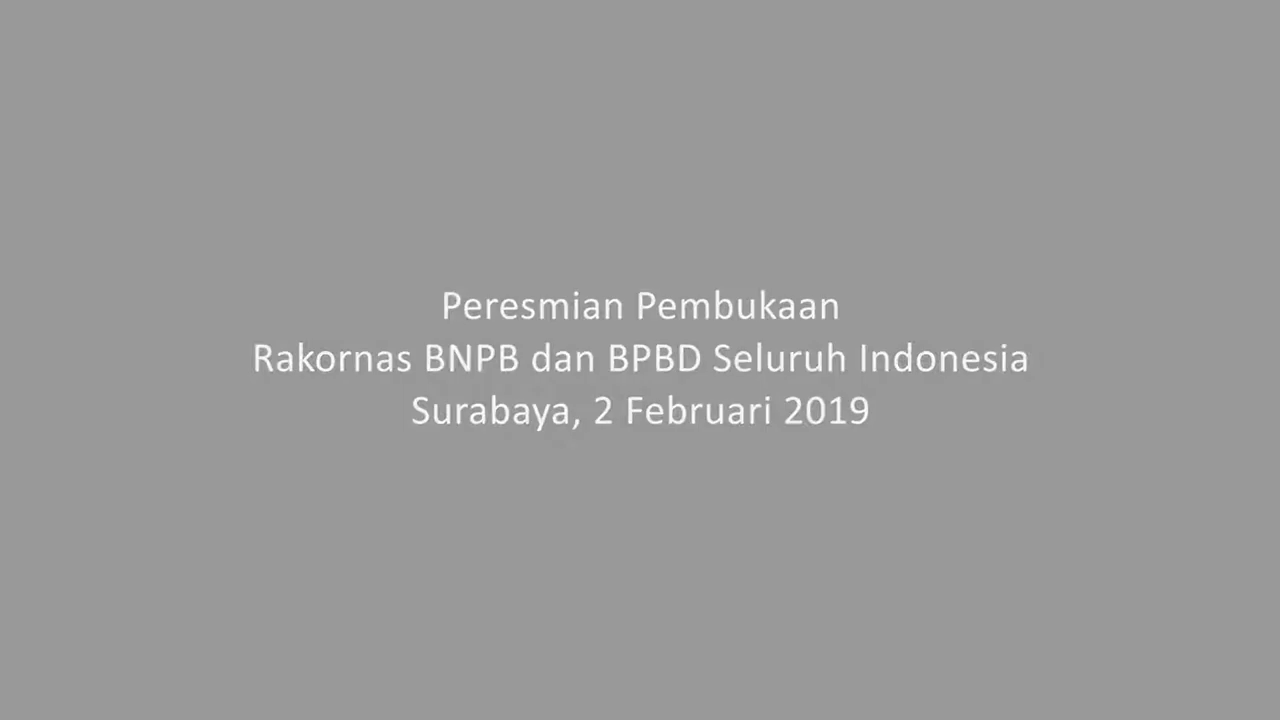 Peresmian Pembukaan
Rakornas BNPB dan BPBD Seluruh Indonesia
Surabaya, 2 Februari 2019